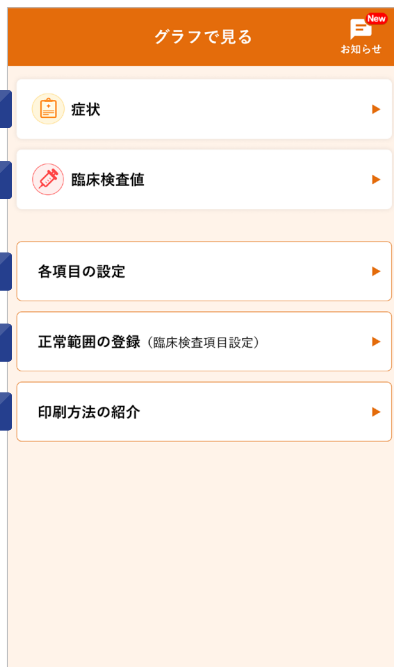 グラフで見る
New
お知らせ
症状
臨床検査値
各項目の設定
正常範囲の登録（臨床検査項目設定）
印刷方法の紹介